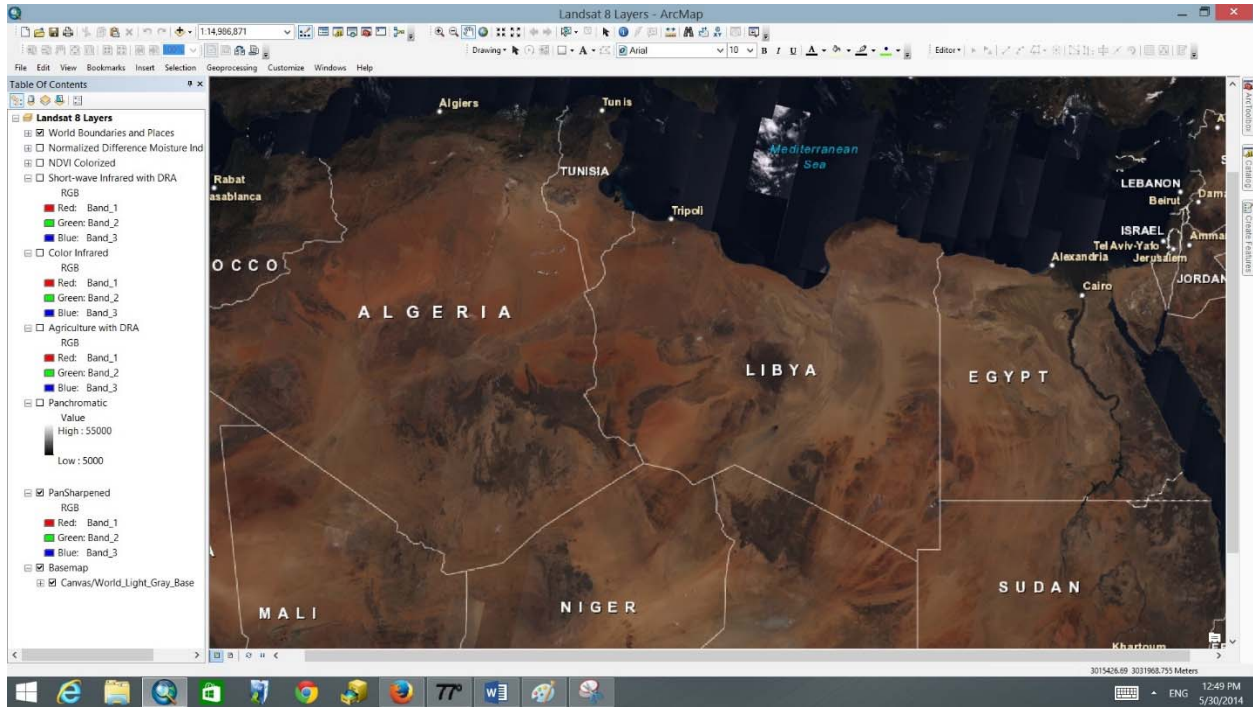 Landsat 8 Layers - ArcMap
1:14,986,871
100%
Drawing
A
Arial
10
B I U A
Editor
File Edit View Bookmarks Insert Selection Geoprocessing Customize Windows Help
Table Of Contents
Landsat 8 Layers
World Boundaries and Places
Normalized Difference Moisture Ind
NDVI Colorized
Short-wave Infrared with DRA
RGB
Red: Band_1
Green: Band_2
Blue: Band_3
Color Infrared
RGB
Red: Band_1
Green: Band_2
Blue: Band_3
Agriculture with DRA
RGB
Red: Band_1
Green: Band_2
Blue: Band_3
Panchromatic
Value
High : 55000
Low : 5000
PanSharpened
RGB
Red: Band_1
Green: Band_2
Blue: Band_3
Basemap
Canvas/World_Light_Gray_Base
Algiers
Tunis
Mediterranean
Sea
TUNISIA
Rabat
asablanca
Tripoli
LEBANON
Beirut
Dam
ISRAEL
Amma
Tel Aviv-Yafo
Alexandria
Jerusalem
JORDAN
Cairo
OCCO
ALGERIA
LIBYA
EGYPT
SUDAN
NIGER
MALI
Khartoum
ArcToolbox
Catalog
Create Features
3015426.69 3031968.755 Meters
77°
ENG
12:49 PM
5/30/2014